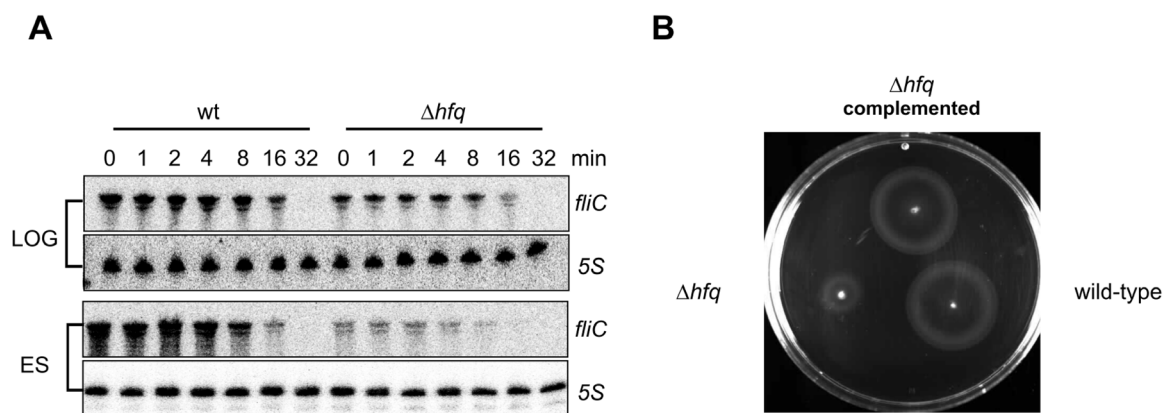 A
wt Δhfq
0 1 2 4 8 16 32 0 1 2 4 8 16 32 min
LOG
fliC
5S
ES
fliC
5S
B
Δhfq
complemented
Δhfq
wild-type